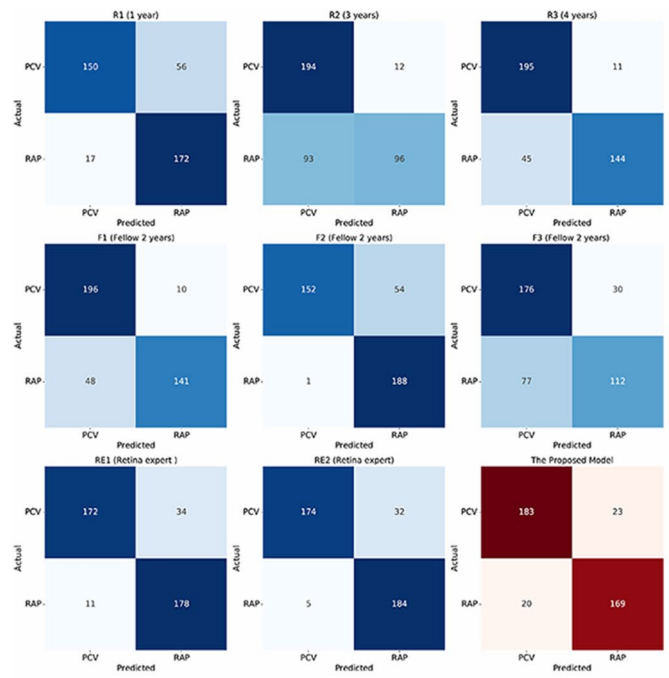 R1 (1 year)
R2 (3 years)
R3 (4 years)
Actual
PCV
150
56
RAP
17
172
PCV
RAP
Predicted
Actual
PCV
194
12
RAP
93
96
PCV
RAP
Predicted
Actual
PCV
195
11
RAP
45
144
PCV
RAP
Predicted
F1 (Fellow 2 years)
F2 (Fellow 2 years)
F3 (Fellow 2 years)
Actual
PCV
196
10
RAP
48
141
PCV
RAP
Predicted
Actual
PCV
152
54
RAP
1
188
PCV
RAP
Predicted
Actual
PCV
176
30
RAP
77
112
PCV
RAP
Predicted
RE1 (Retina expert )
RE2 (Retina expert)
The Proposed Model
Actual
PCV
172
34
RAP
11
178
PCV
RAP
Predicted
Actual
PCV
174
32
RAP
5
184
PCV
RAP
Predicted
Actual
PCV
183
23
RAP
20
169
PCV
RAP
Predicted